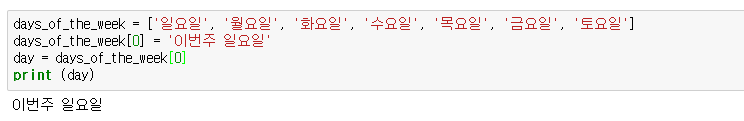 days_of_the_week = ['일요일', '월요일', '화요일', '수요일', '목요일', '금요일', '토요일']
days_of_the_week[0] = '이번주 일요일'
day = days_of_the_week[0]
print (day)
이번주 일요일